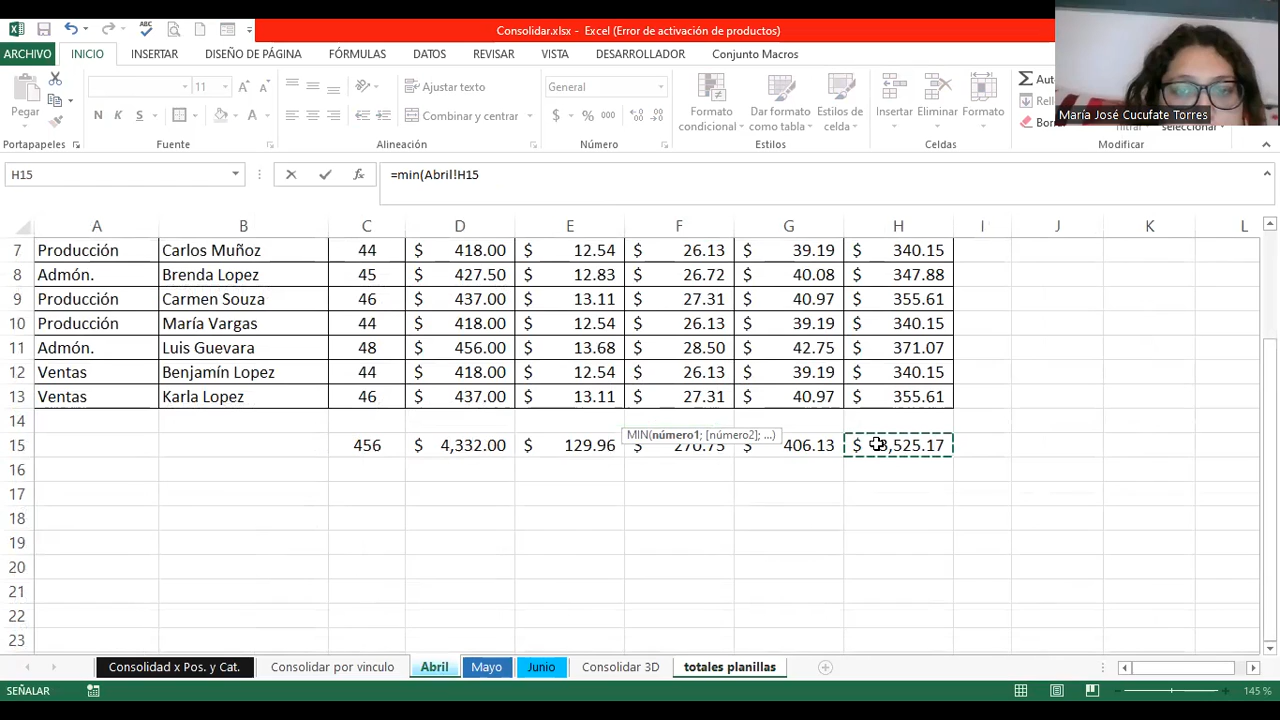 Consolidar.xlsx - Excel (Error de activación de productos)
ARCHIVO INICIO INSERTAR DISEÑO DE PÁGINA FÓRMULAS DATOS REVISAR VISTA DESARROLLADOR Conjunto Macros
María José Cucufate Torres
Pegar
11
N K S
Ajustar texto
Combinar y centrar
General
$ % 000
Formato condicional
Dar formato como tabla
Estilos de celda
Insertar Eliminar Formato
Portapapeles Fuente Alineación Número Estilos Celdas Modificar
H15 =min(Abril!H15
A B C D E F G H I J K L
7 Producción Carlos Muñoz 44 $ 418.00 $ 12.54 $ 26.13 $ 39.19 $ 340.15
8 Admón. Brenda Lopez 45 $ 427.50 $ 12.83 $ 26.72 $ 40.08 $ 347.88
9 Producción Carmen Souza 46 $ 437.00 $ 13.11 $ 27.31 $ 40.97 $ 355.61
10 Producción María Vargas 44 $ 418.00 $ 12.54 $ 26.13 $ 39.19 $ 340.15
11 Admón. Luis Guevara 48 $ 456.00 $ 13.68 $ 28.50 $ 42.75 $ 371.07
12 Ventas Benjamín Lopez 44 $ 418.00 $ 12.54 $ 26.13 $ 39.19 $ 340.15
13 Ventas Karla Lopez 46 $ 437.00 $ 13.11 $ 27.31 $ 40.97 $ 355.61
14
MIN(número1; [número2]; ...)
15 456 $ 4,332.00 $ 129.96 $ 270.75 $ 406.13 $
16
17
18
19
20
21
22
23
Consolidad x Pos. y Cat. Consolidar por vinculo Abril Mayo Junio Consolidar 3D totales planillas
SEÑALAR 145 %